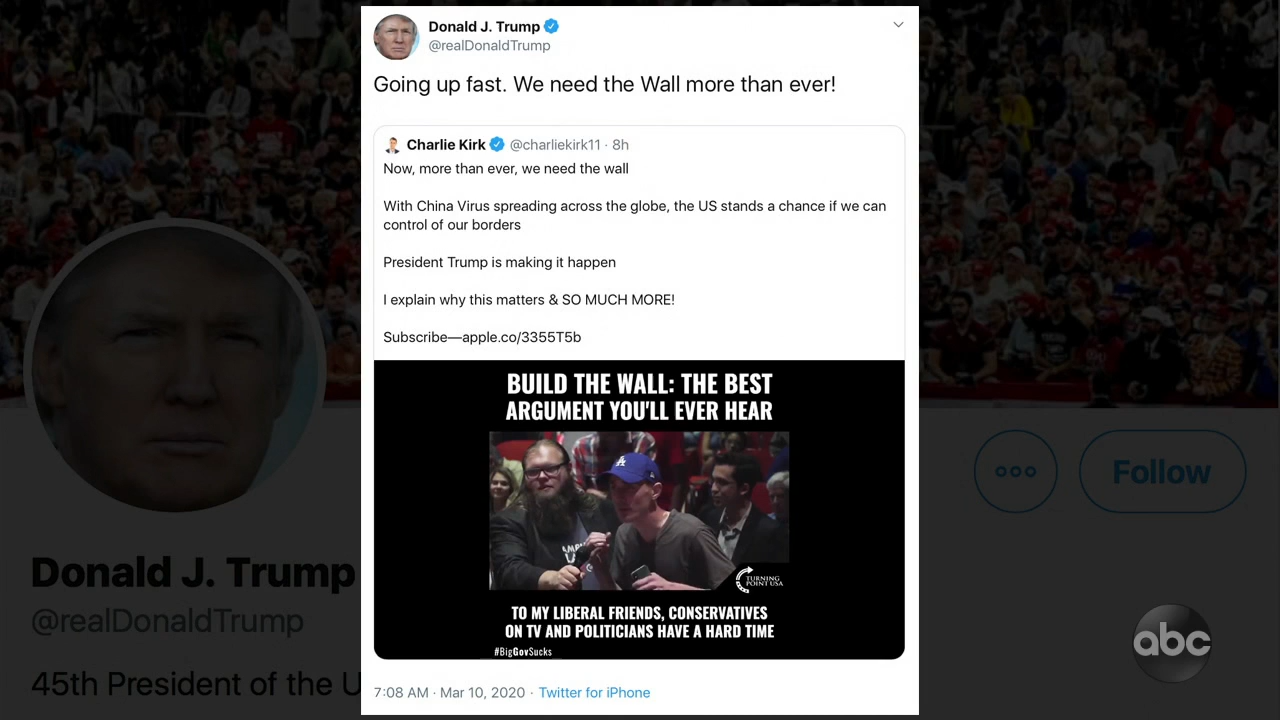 Donald J. Trump
@realDonaldTrump
Going up fast. We need the Wall more than ever!
Charlie Kirk @charliekirk11 · 8h
Now, more than ever, we need the wall
With China Virus spreading across the globe, the US stands a chance if we can
control of our borders
President Trump is making it happen
I explain why this matters & SO MUCH MORE!
Subscribe—apple.co/3355T5b
BUILD THE WALL: THE BEST
ARGUMENT YOU'LL EVER HEAR
A
TURNING
POINT USA
TO MY LIBERAL FRIENDS, CONSERVATIVES
ON TV AND POLITICIANS HAVE A HARD TIME
#BigGovSucks
7:08 AM · Mar 10, 2020 · Twitter for iPhone
Donald J. Trump
@realDonaldTrump
45th President of the U
Follow
abc